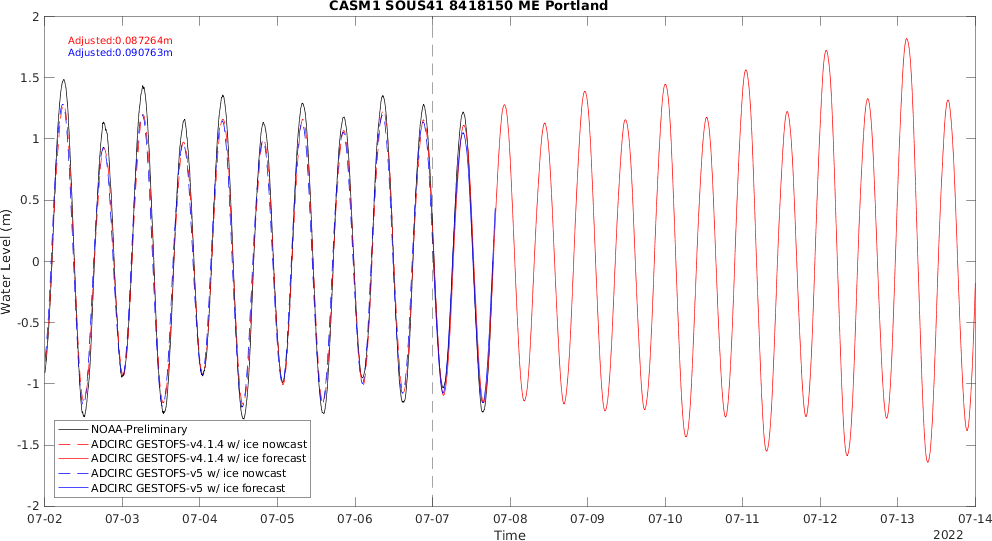 CASM1 SOUS41 8418150 ME Portland
Adjusted:0.087264m
Adjusted:0.090763m
2
1.5
1
0.5
0
-0.5
-1
-1.5
-2
Water Level (m)
NOAA-Preliminary
ADCIRC GESTOFS-v4.1.4 w/ ice nowcast
ADCIRC GESTOFS-v4.1.4 w/ ice forecast
ADCIRC GESTOFS-v5 w/ ice nowcast
ADCIRC GESTOFS-v5 w/ ice forecast
07-02 07-03 07-04 07-05 07-06 07-07 07-08 07-09 07-10 07-11 07-12 07-13 07-14
Time
2022